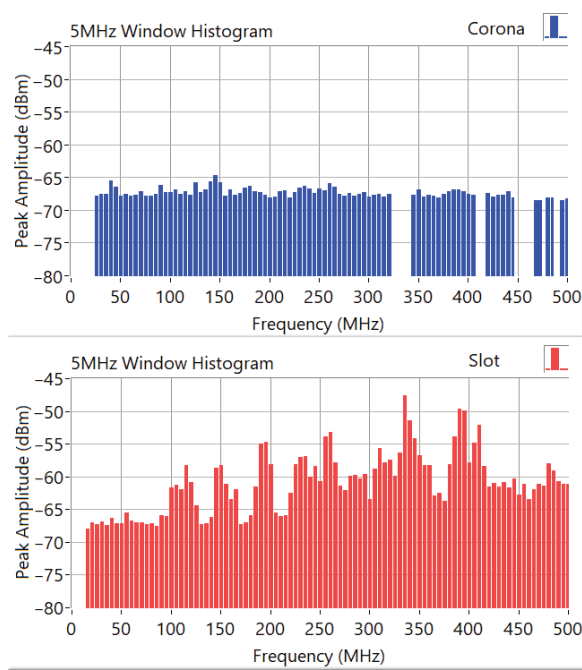 5MHz Window Histogram Corona
Peak Amplitude (dBm)
−45
−50
−55
−60
−65
−70
−75
−80
0 50 100 150 200 250 300 350 400 450 500
Frequency (MHz)
5MHz Window Histogram Slot
Peak Amplitude (dBm)
−45
−50
−55
−60
−65
−70
−75
−80
0 50 100 150 200 250 300 350 400 450 500
Frequency (MHz)